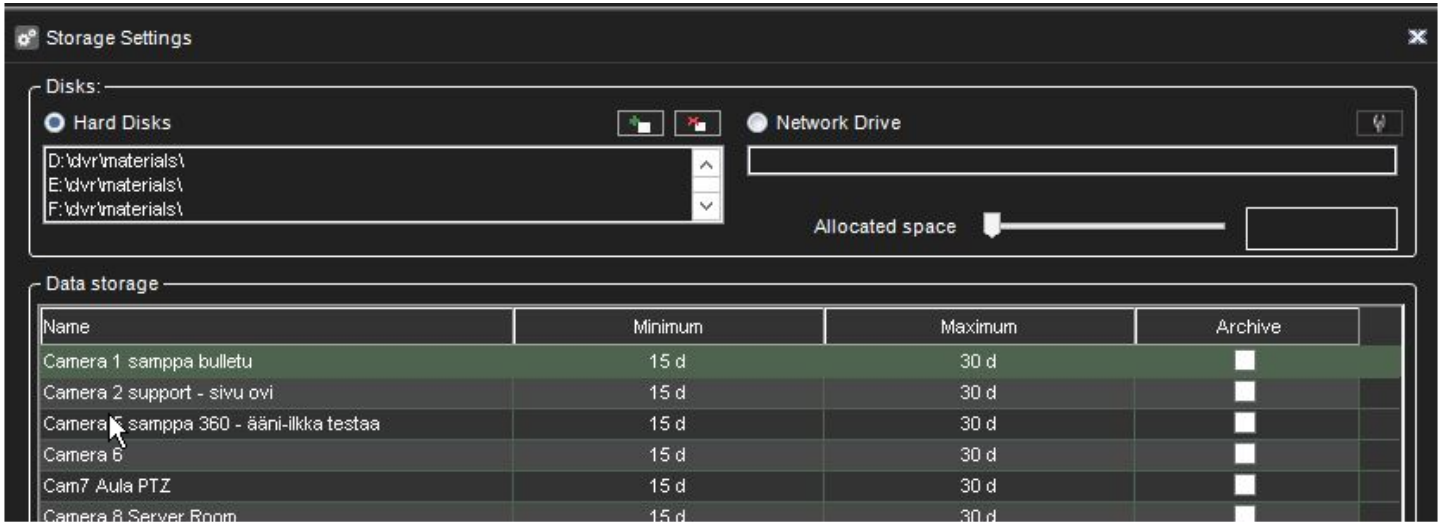 Storage Settings
Disks:
Hard Disks
Network Drive
D:\dvr\materials\
E:\dvr\materials\
F:\dvr\materials\
Allocated space
Data storage
Name Minimum Maximum Archive
Camera 1 samppa bulletu 15 d 30 d
Camera 2 support - sivu ovi 15 d 30 d
Camera 5 samppa 360 - ääni-ilkka testaa 15 d 30 d
Camera 6 15 d 30 d
Cam7 Aula PTZ 15 d 30 d
Camera 8 Server Room 15 d 30 d